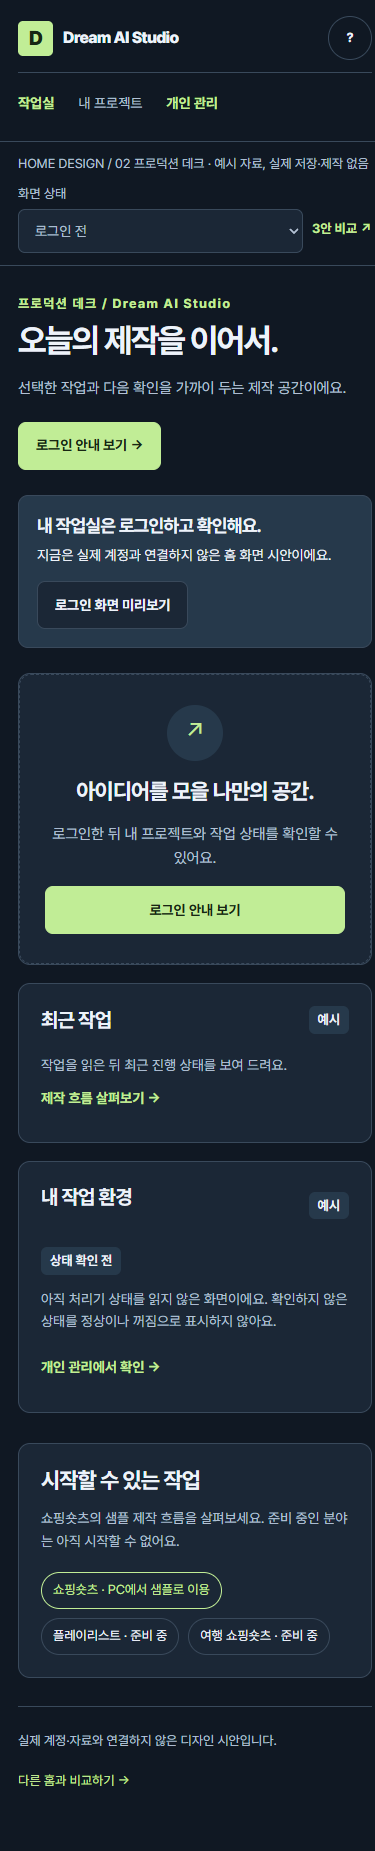 D Dream AI Studio ?
작업실 내 프로젝트 개인 관리
HOME DESIGN / 02 프로덕션 데크 · 예시 자료, 실제 저장·제작 없음
화면 상태
로그인 전 3안 비교 ↗
프로덕션 데크 / Dream AI Studio
오늘의 제작을 이어서.
선택한 작업과 다음 확인을 가까이 두는 제작 공간이에요.
로그인 안내 보기 →
내 작업실은 로그인하고 확인해요.
지금은 실제 계정과 연결하지 않은 홈 화면 시안이에요.
로그인 화면 미리보기
↗
아이디어를 모을 나만의 공간.
로그인한 뒤 내 프로젝트와 작업 상태를 확인할 수
있어요.
로그인 안내 보기
최근 작업 예시
작업을 읽은 뒤 최근 진행 상태를 보여 드려요.
제작 흐름 살펴보기 →
내 작업 환경 예시
상태 확인 전
아직 처리기 상태를 읽지 않은 화면이에요. 확인하지 않은
상태를 정상이나 꺼짐으로 표시하지 않아요.
개인 관리에서 확인 →
시작할 수 있는 작업
쇼핑숏츠의 샘플 제작 흐름을 살펴보세요. 준비 중인 분야
는 아직 시작할 수 없어요.
쇼핑숏츠 · PC에서 샘플로 이용
플레이리스트 · 준비 중 여행 쇼핑숏츠 · 준비 중
실제 계정·자료와 연결하지 않은 디자인 시안입니다.
다른 홈과 비교하기 →